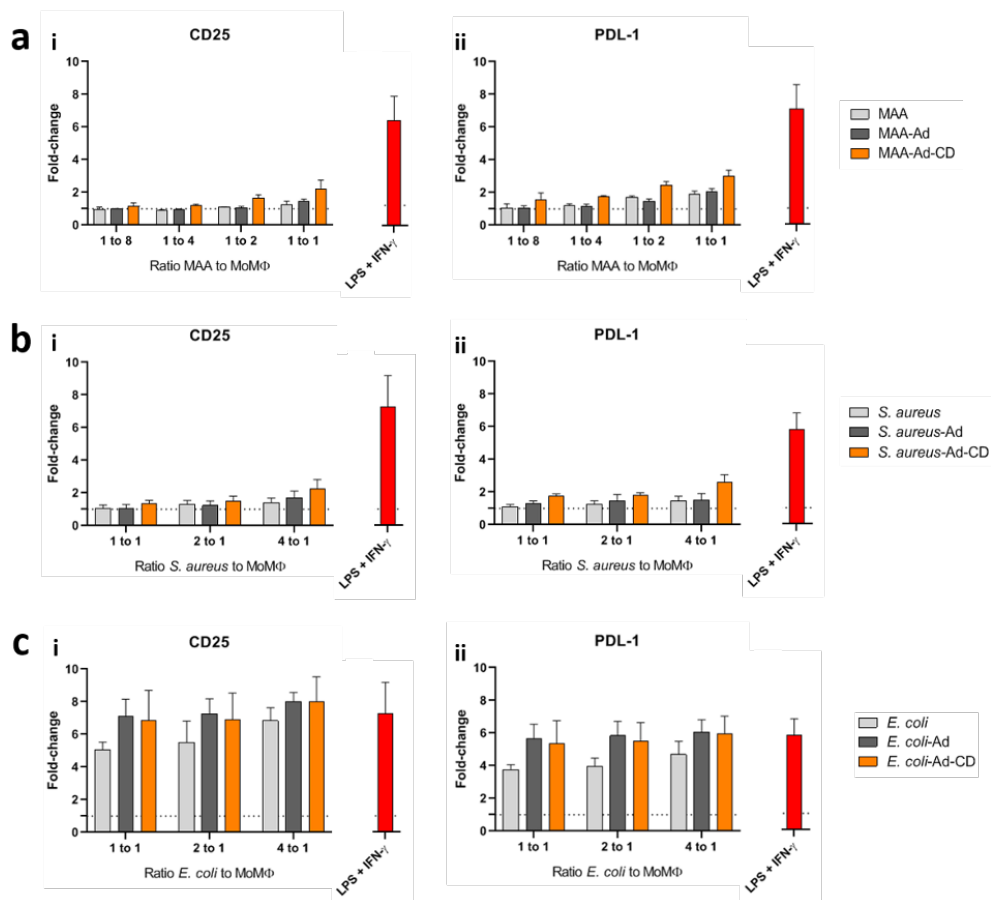 a
i
CD25
Fold-change
10
8
6
4
2
0
1 to 8
1 to 4
1 to 2
1 to 1
Ratio MAA to MoMΦ
LPS + IFN-γ
ii
PDL-1
Fold-change
10
8
6
4
2
0
1 to 8
1 to 4
1 to 2
1 to 1
Ratio MAA to MoMΦ
LPS + IFN-γ
MAA
MAA-Ad
MAA-Ad-CD
b
i
CD25
Fold-change
10
8
6
4
2
0
1 to 1
2 to 1
4 to 1
Ratio S. aureus to MoMΦ
LPS + IFN-γ
ii
PDL-1
Fold-change
10
8
6
4
2
0
1 to 1
2 to 1
4 to 1
Ratio S. aureus to MoMΦ
LPS + IFN-γ
S. aureus
S. aureus-Ad
S. aureus-Ad-CD
c
i
CD25
Fold-change
10
8
6
4
2
0
1 to 1
2 to 1
4 to 1
Ratio E. coli to MoMΦ
LPS + IFN-γ
ii
PDL-1
Fold-change
10
8
6
4
2
0
1 to 1
2 to 1
4 to 1
Ratio E. coli to MoMΦ
LPS + IFN-γ
E. coli
E. coli-Ad
E. coli-Ad-CD